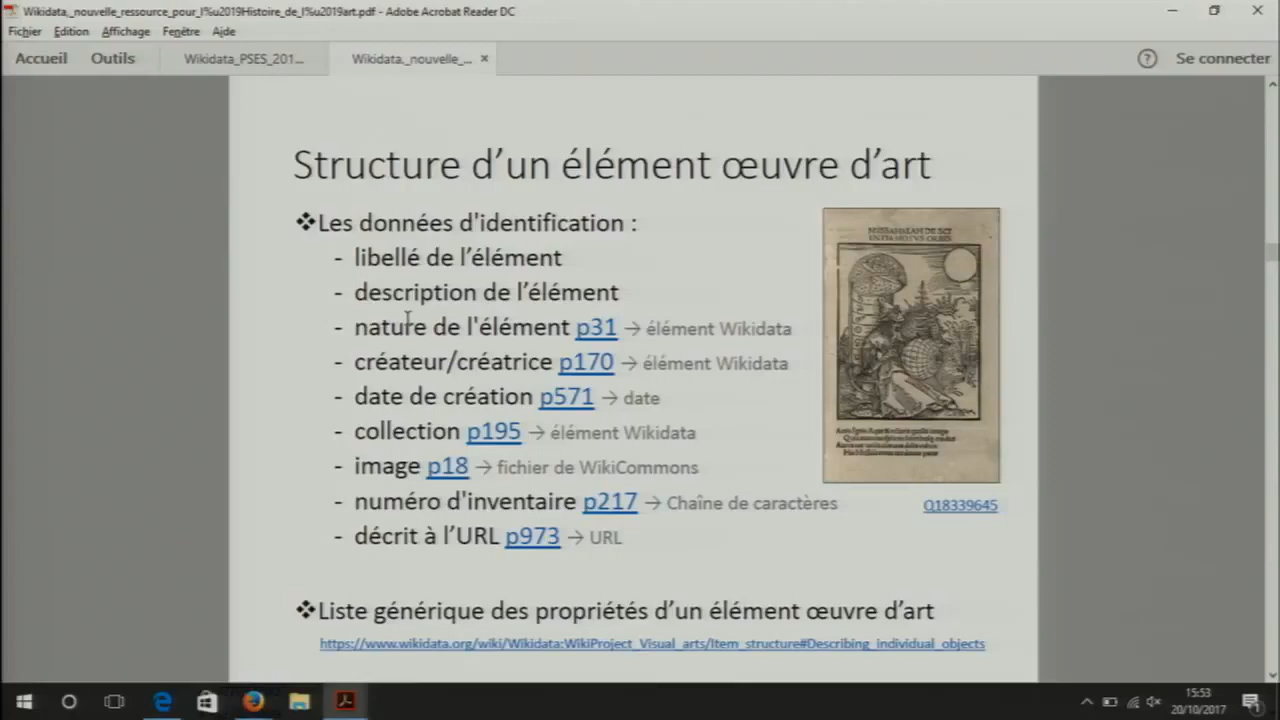 Wikidata,_nouvelle_ressource_pour_l%u2019Histoire_de_l%u2019art.pdf - Adobe Acrobat Reader DC
Fichier Edition Affichage Fenêtre Aide
Accueil Outils Wikidata_PSES_201... Wikidata,_nouvelle_... × ? Se connecter
Structure d’un élément œuvre d’art
❖Les données d'identification :
- libellé de l’élément
- description de l’élément
- nature de l'élément p31 → élément Wikidata
- créateur/créatrice p170 → élément Wikidata
- date de création p571 → date
- collection p195 → élément Wikidata
- image p18 → fichier de WikiCommons
- numéro d'inventaire p217 → Chaîne de caractères
- décrit à l’URL p973 → URL
Q18339645
❖Liste générique des propriétés d’un élément œuvre d’art
https://www.wikidata.org/wiki/Wikidata:WikiProject_Visual_arts/Item_structure#Describing_individual_objects
15:53
20/10/2017